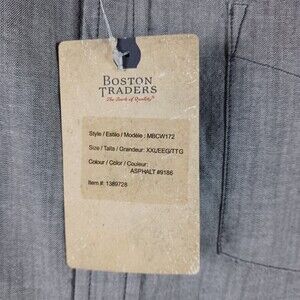 BOSTON
TRADERS
The Mark of Quality
Style / Estilo / Modèle : MBCW172
Size / Talla / Grandeur: XXL/EEG/TTG
Colour / Color / Couleur:
ASPHALT #9186
Item #: 1389728